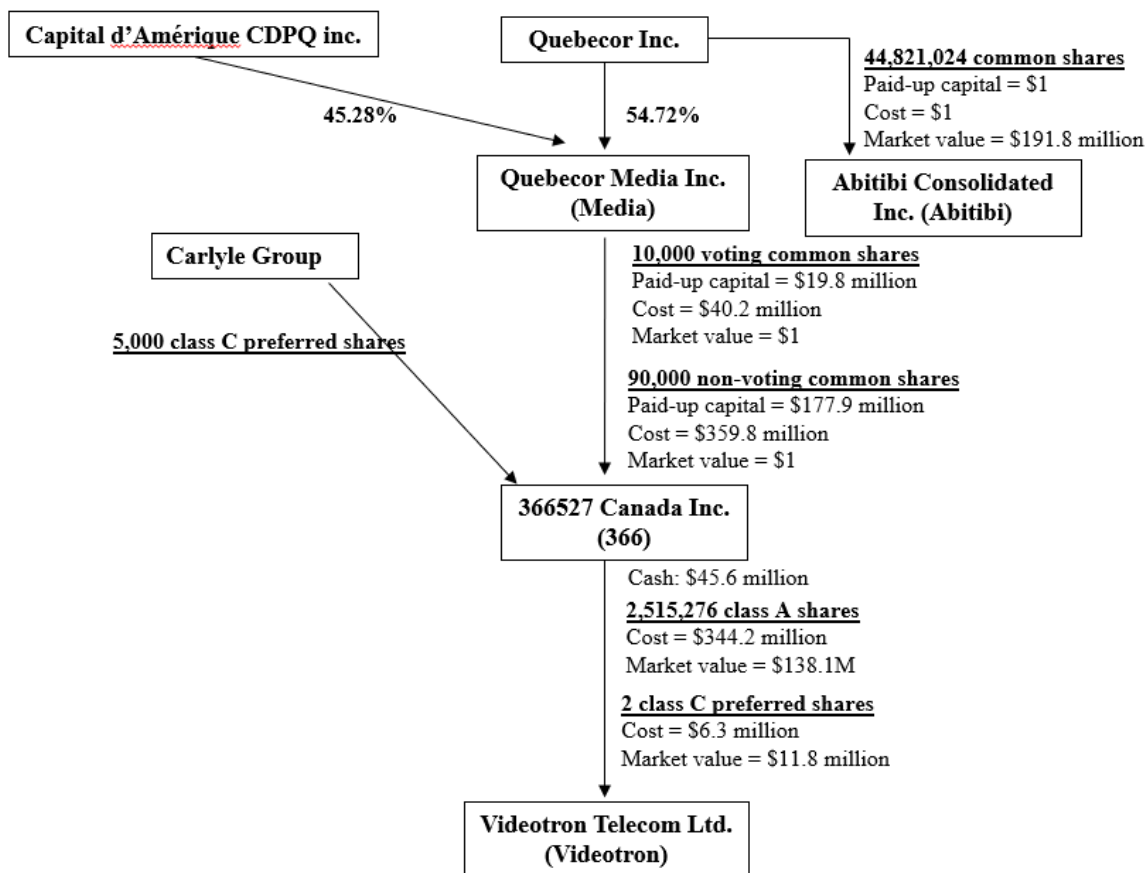 Capital d’Amérique CDPQ inc.
Quebecor Inc.
44,821,024 common shares
Paid-up capital = $1
Cost = $1
Market value = $191.8 million
45.28%
54.72%
Quebecor Media Inc.
(Media)
Abitibi Consolidated
Inc. (Abitibi)
Carlyle Group
10,000 voting common shares
Paid-up capital = $19.8 million
Cost = $40.2 million
Market value = $1
5,000 class C preferred shares
90,000 non-voting common shares
Paid-up capital = $177.9 million
Cost = $359.8 million
Market value = $1
366527 Canada Inc.
(366)
Cash: $45.6 million
2,515,276 class A shares
Cost = $344.2 million
Market value = $138.1M
2 class C preferred shares
Cost = $6.3 million
Market value = $11.8 million
Videotron Telecom Ltd.
(Videotron)